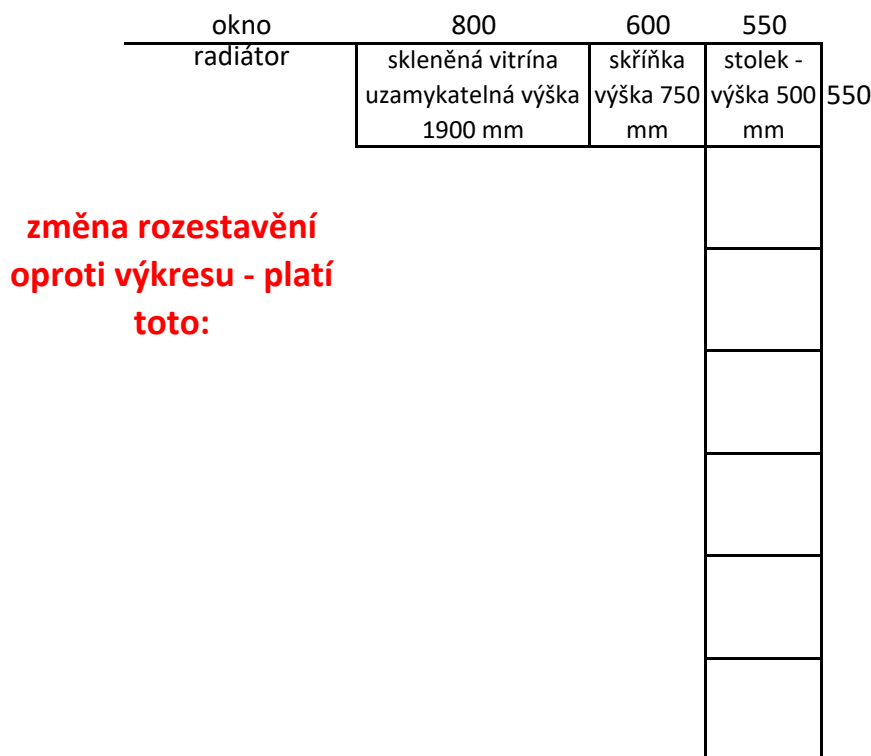 okno 800 600 550
radiátor
skleněná vitrína
uzamykatelná výška
1900 mm
skříňka
výška 750
mm
stolek -
výška 500
mm
550
změna rozestavění
oproti výkresu - platí
toto: